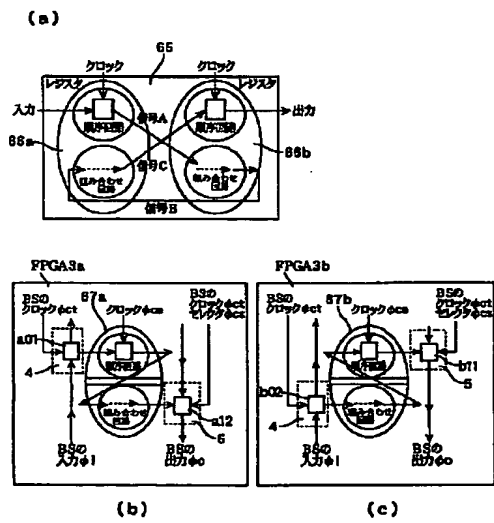 (a)
65
クロック
クロック
レジスタ
レジスタ
入力
出力
順序回路
信号A
順序回路
66a
66b
信号C
組み合わせ
回路
組み合わせ
回路
信号B
FPGA3a
BSの
クロックφct
67a
クロックφcs
BSの
クロックφct
セレクタφcs
a01
4
順序回路
組み合わせ
回路
a12
5
BSの
入力φi
BSの
出力φo
(b)
FPGA3b
BSの
クロックφct
67b
クロックφcs
BSの
クロックφct
セレクタφcs
順序回路
b11
5
b02
4
組み合わせ
回路
BSの
入力φi
BSの
出力φo
(c)